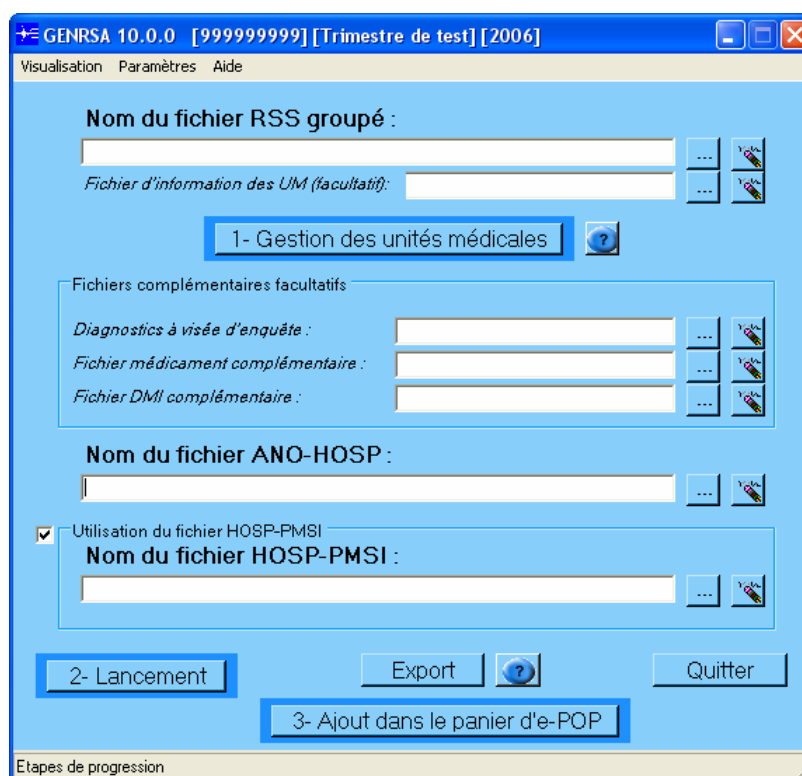 GENRSA 10.0.0 [999999999] [Trimestre de test] [2006]
Visualisation Paramètres Aide
Nom du fichier RSS groupé :
...
Fichier d'information des UM (facultatif):
...
1- Gestion des unités médicales
?
Fichiers complémentaires facultatifs
Diagnostics à visée d'enquête :
...
Fichier médicament complémentaire :
...
Fichier DMI complémentaire :
...
Nom du fichier ANO-HOSP :
...
Utilisation du fichier HOSP-PMSI
Nom du fichier HOSP-PMSI :
...
2- Lancement
Export
?
Quitter
3- Ajout dans le panier d'e-POP
Etapes de progression